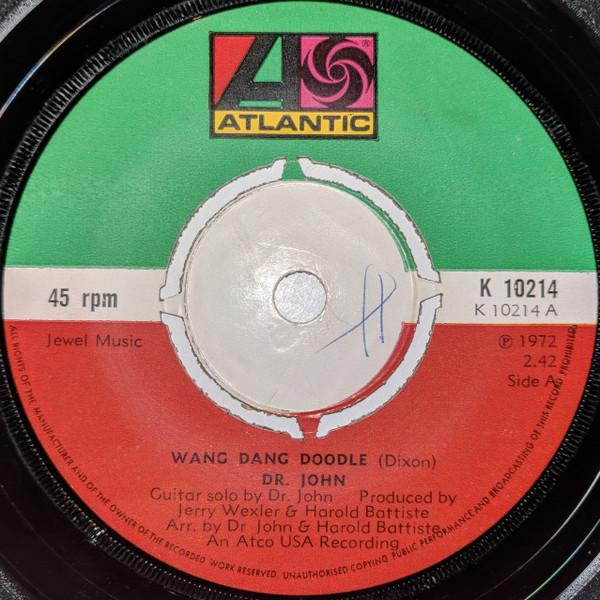 ATLANTIC
®
45 rpm
K 10214
K 10214 A
Jewel Music
℗ 1972
2.42
Side A
WANG DANG DOODLE (Dixon)
DR. JOHN
Guitar solo by Dr. John Produced by
Jerry Wexler & Harold Battiste
Arr. by Dr John & Harold Battiste
An Atco USA Recording
ALL RIGHTS OF THE MANUFACTURER AND OF THE OWNER OF THE RECORDED WORK RESERVED. UNAUTHORISED COPYING PUBLIC PERFORMANCE AND BROADCASTING OF THIS RECORD PROHIBITED